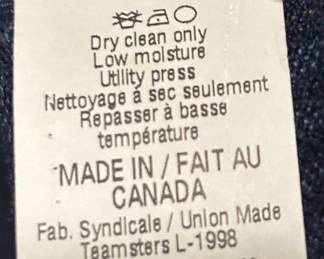 Dry clean only
Low moisture
Utility press
Nettoyage à sec seulement
Repasser à basse
température
MADE IN / FAIT AU
CANADA
Fab. Syndicale / Union Made
Teamsters L-1998